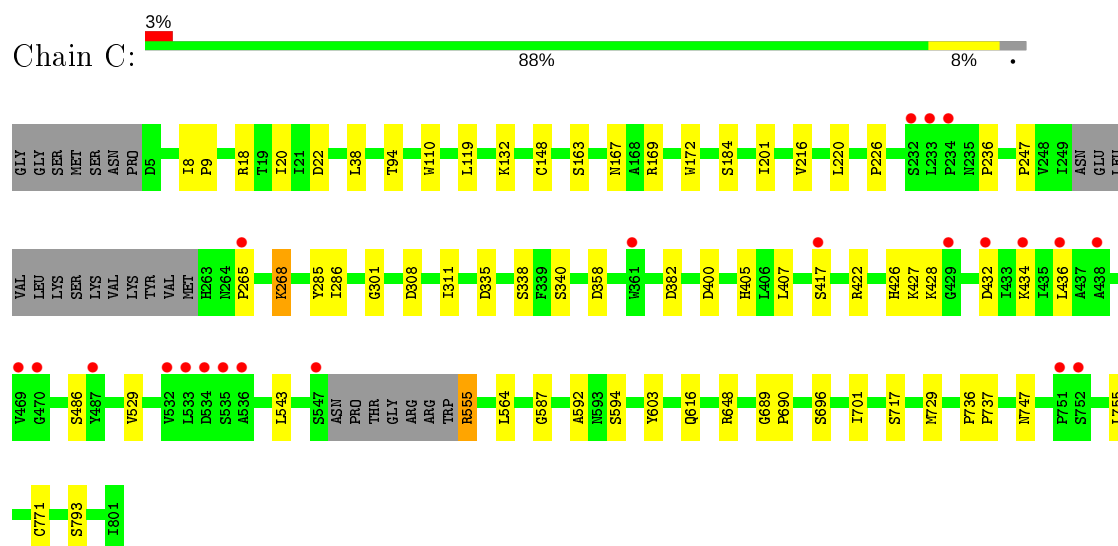 3%
Chain C:
88% 8% •
GLY GLY SER MET SER SER ASN PRO D5 I8 P9 R18 T19 I20 I21 D22 L38 T94 W110 L119 K132 C148 S163 N167 A168 R169 W172 S184 I201 V216 L220 P226 S232 L233 P234 N235 P236 P247 V248 I249 ASN GLU LEU
VAL LEU LYS SER LYS VAL LYS TYR VAL MET H263 N264 P265 K268 Y285 I286 G301 D308 I311 D335 S338 F339 S340 D358 W361 D382 D400 H405 L406 L407 S417 R422 H426 K427 K428 G429 D432 I433 K434 I435 L436 A437 A438
V469 G470 S486 Y487 V529 V532 L533 D534 S535 A536 L543 S547 ASN PRO THR GLY ARG ARG TRP R555 L564 G587 A592 N593 S594 Y603 Q616 R648 G689 P690 S696 I701 S717 M729 P736 P737 N747 P751 S752
C771 S793 I801